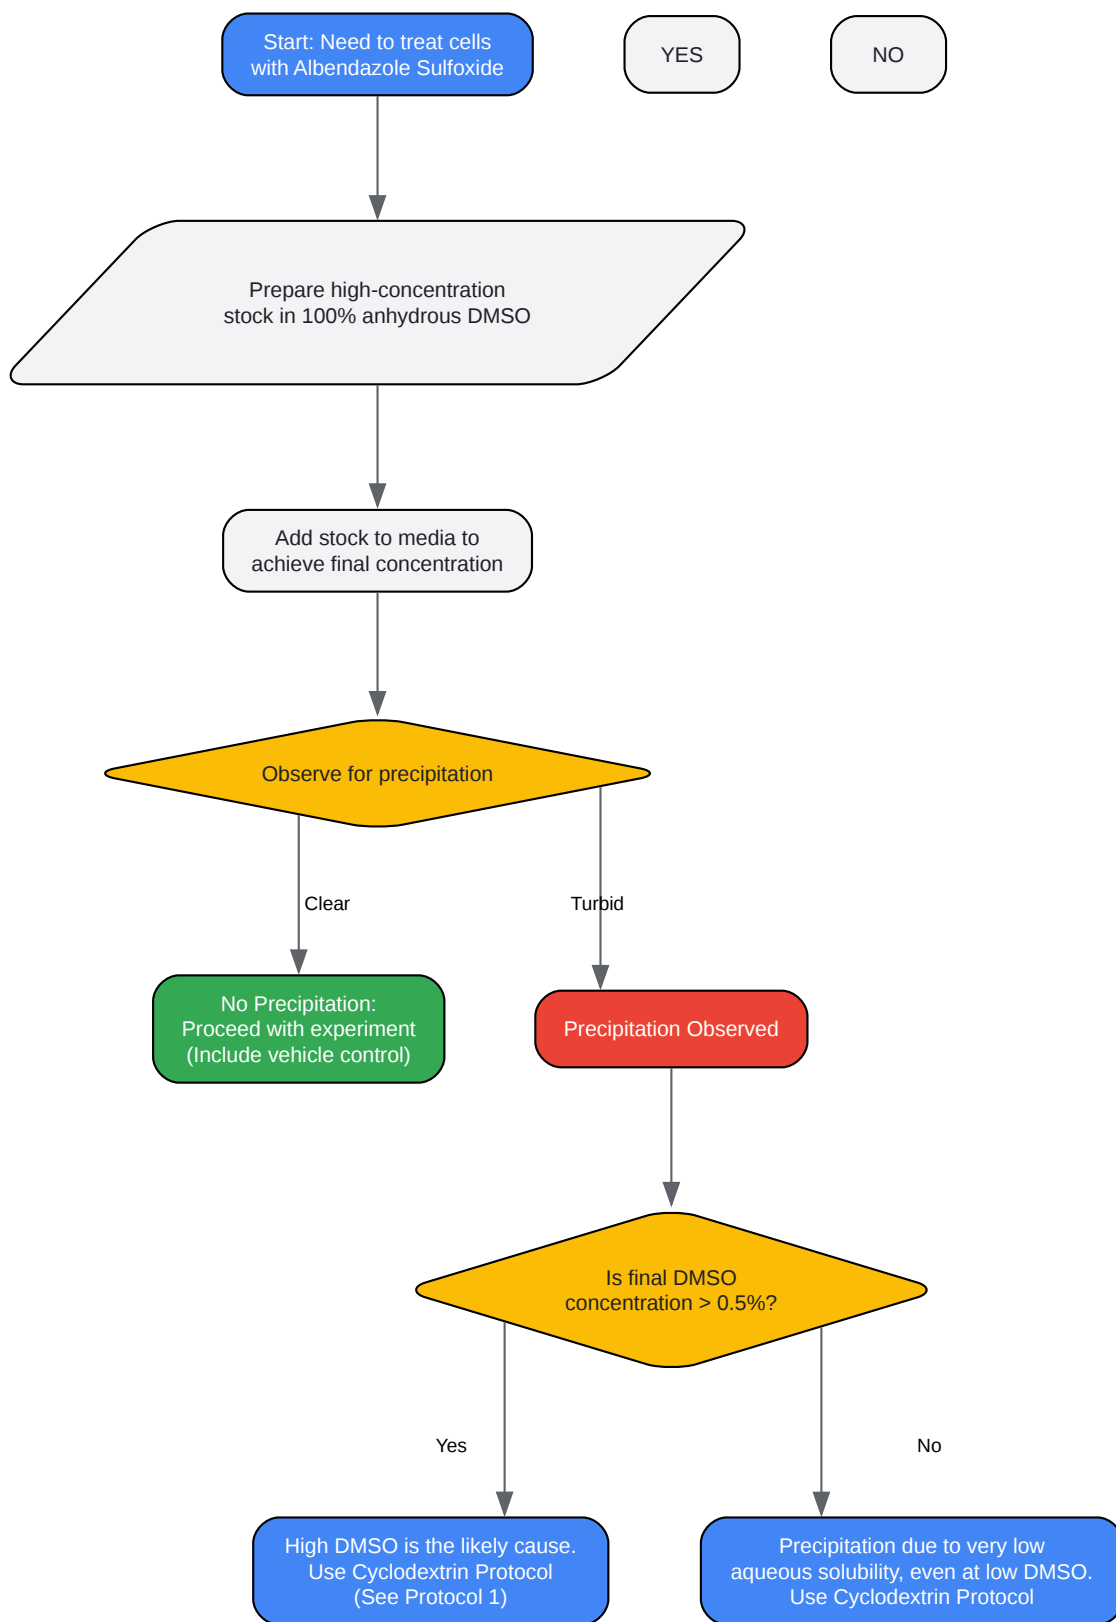 Start: Need to treat cells
with Albendazole Sulfoxide
YES
NO
Prepare high-concentration
stock in 100% anhydrous DMSO
Add stock to media to
achieve final concentration
Observe for precipitation
Clear
Turbid
No Precipitation:
Proceed with experiment
(Include vehicle control)
Precipitation Observed
Is final DMSO
concentration > 0.5%?
Yes
No
High DMSO is the likely cause.
Use Cyclodextrin Protocol
(See Protocol 1)
Precipitation due to very low
aqueous solubility, even at low DMSO.
Use Cyclodextrin Protocol